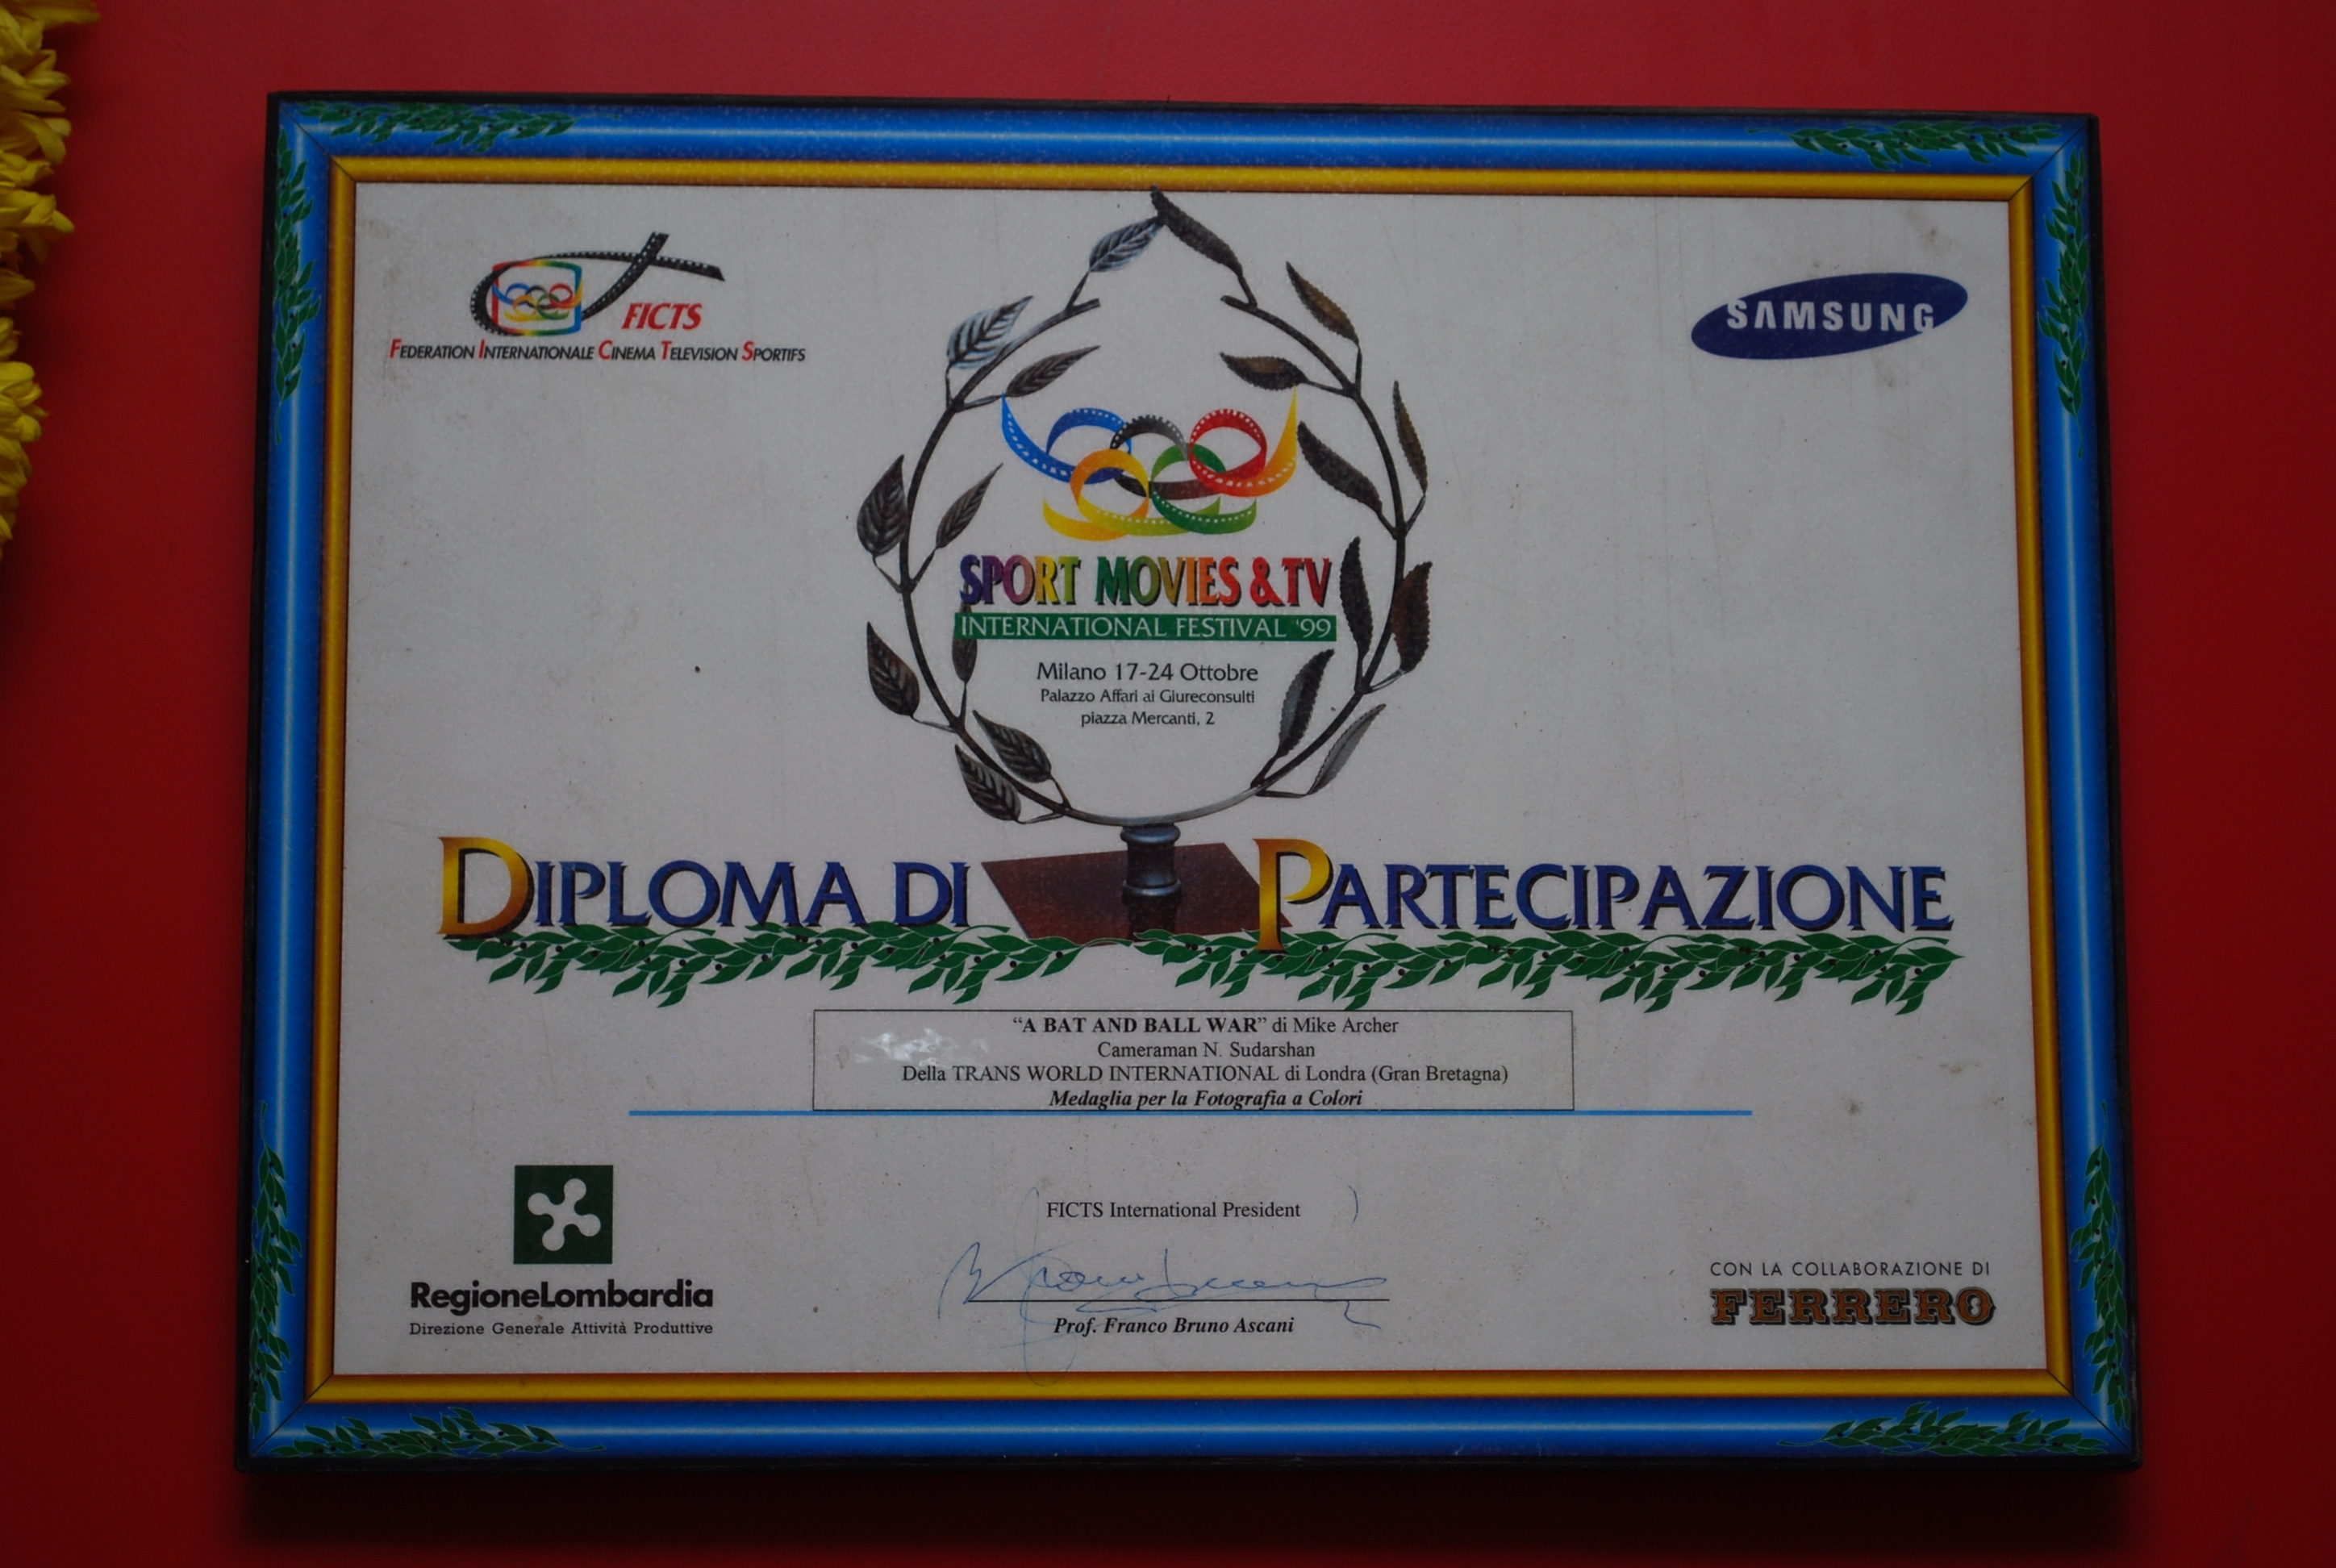 FICTS
FEDERATION INTERNATIONALE CINEMA TELEVISION SPORTIFS
SAMSUNG
SPORT MOVIES & TV
INTERNATIONAL FESTIVAL '99
Milano 17-24 Ottobre
Palazzo Affari ai Giureconsulti
piazza Mercanti, 2
DIPLOMA DI PARTECIPAZIONE
“A BAT AND BALL WAR” di Mike Archer
Cameraman N. Sudarshan
Della TRANS WORLD INTERNATIONAL di Londra (Gran Bretagna)
Medaglia per la Fotografia a Colori
FICTS International President
Prof. Franco Bruno Ascani
RegioneLombardia
Direzione Generale Attività Produttive
CON LA COLLABORAZIONE DI
FERRERO